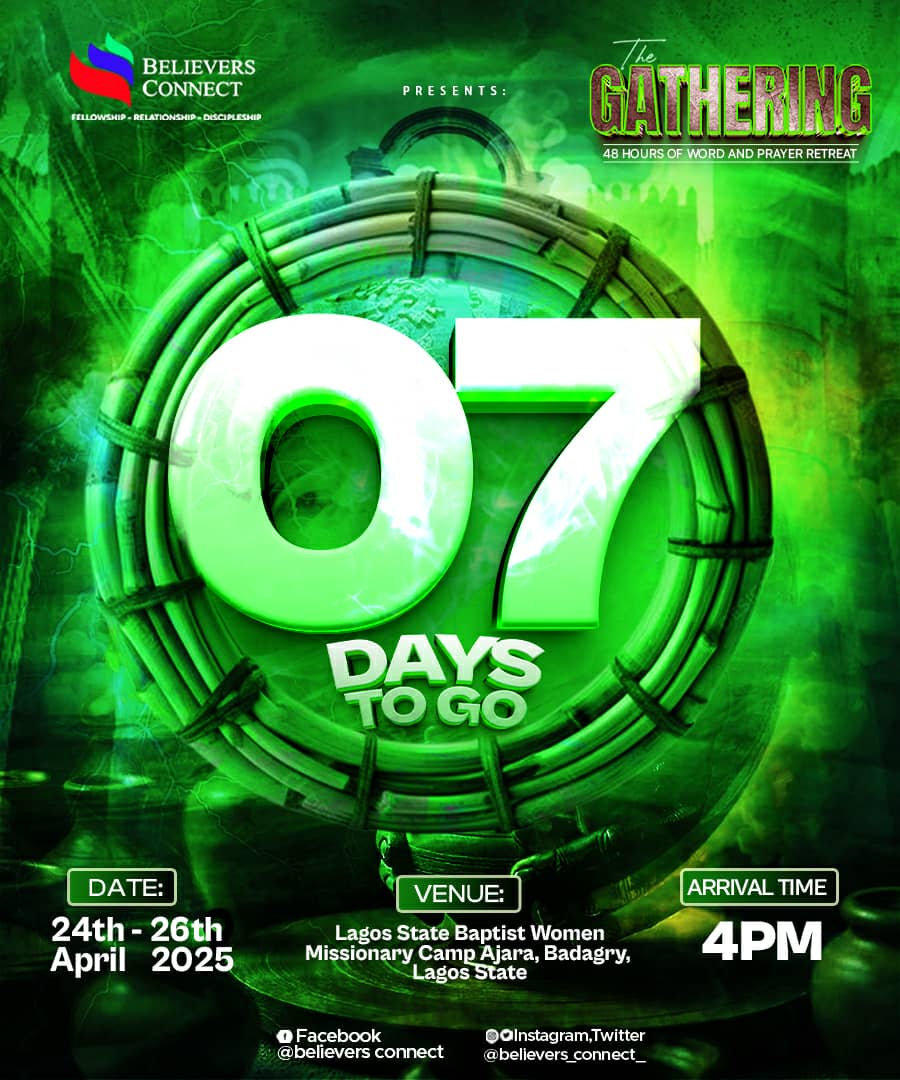 BELIEVERS
CONNECT
FELLOWSHIP - RELATIONSHIP - DISCIPLESHIP
PRESENTS:
The
GATHERING
48 HOURS OF WORD AND PRAYER RETREAT
07
DAYS
TO GO
DATE:
24th - 26th
April 2025
VENUE:
Lagos State Baptist Women
Missionary Camp Ajara, Badagry,
Lagos State
ARRIVAL TIME
4PM
Facebook
@believers connect
Instagram,Twitter
@believers_connect_